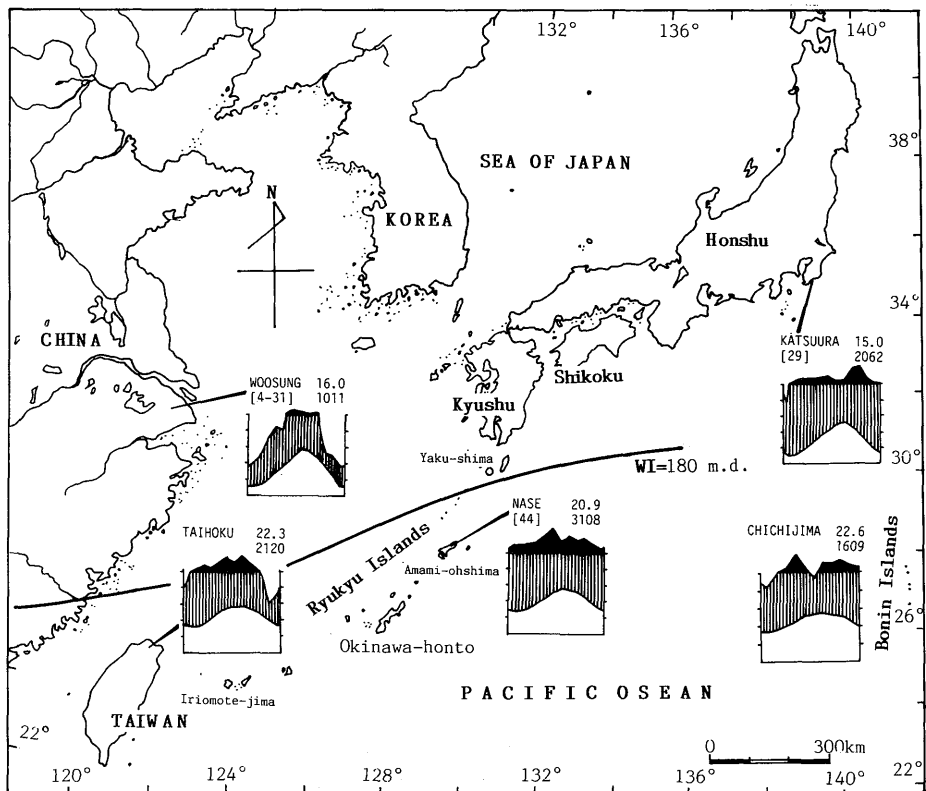 132°
136°
140°
38°
SEA OF JAPAN
N
KOREA
Honshu
34°
CHINA
KATSUURA 15.0
[29] 2062
WOOSUNG 16.0
[4-31] 1011
Shikoku
Kyushu
Yaku-shima
WI=180 m.d.
30°
NASE 20.9
[44] 3108
TAIHOKU 22.3
2120
CHICHIJIMA 22.6
1609
Ryukyu Islands
Amami-ohshima
Bonin Islands
26°
Okinawa-honto
Iriomote-jima
PACIFIC OSEAN
TAIWAN
22°
0 300km
120°
124°
128°
132°
136°
140°
22°